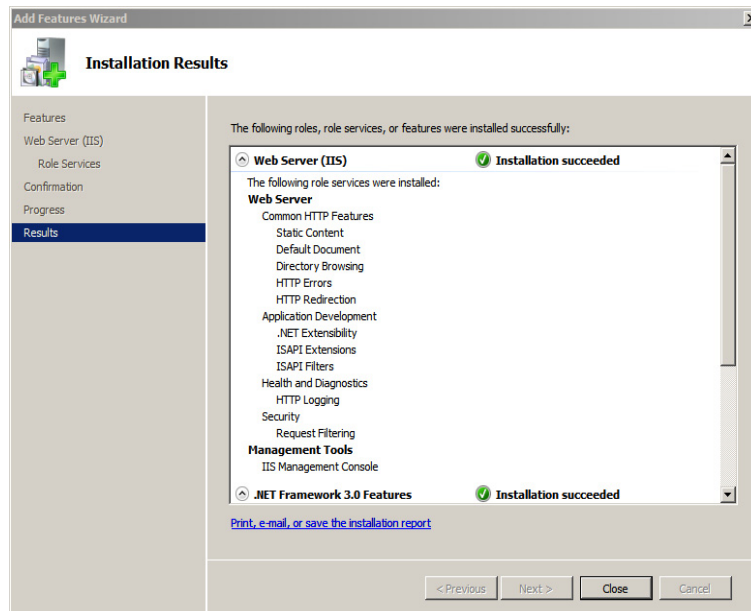 Add Features Wizard
Installation Results
Features
Web Server (IIS)
Role Services
Confirmation
Progress
Results
The following roles, role services, or features were installed successfully:
Web Server (IIS) Installation succeeded
The following role services were installed:
Web Server
Common HTTP Features
Static Content
Default Document
Directory Browsing
HTTP Errors
HTTP Redirection
Application Development
.NET Extensibility
ISAPI Extensions
ISAPI Filters
Health and Diagnostics
HTTP Logging
Security
Request Filtering
Management Tools
IIS Management Console
.NET Framework 3.0 Features Installation succeeded
Print, e-mail, or save the installation report
< Previous Next > Close Cancel